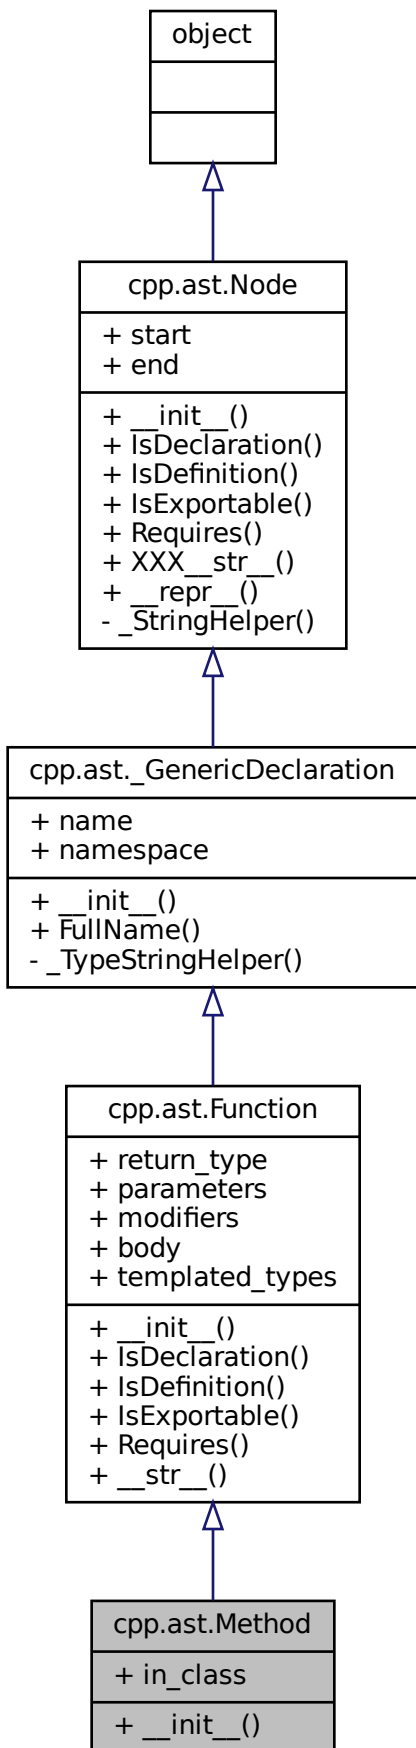 object
cpp.ast.Node
+ start
+ end
+ __init__()
+ IsDeclaration()
+ IsDefinition()
+ IsExportable()
+ Requires()
+ XXX__str__()
+ __repr__()
- _StringHelper()
cpp.ast._GenericDeclaration
+ name
+ namespace
+ __init__()
+ FullName()
- _TypeStringHelper()
cpp.ast.Function
+ return_type
+ parameters
+ modifiers
+ body
+ templated_types
+ __init__()
+ IsDeclaration()
+ IsDefinition()
+ IsExportable()
+ Requires()
+ __str__()
cpp.ast.Method
+ in_class
+ __init__()